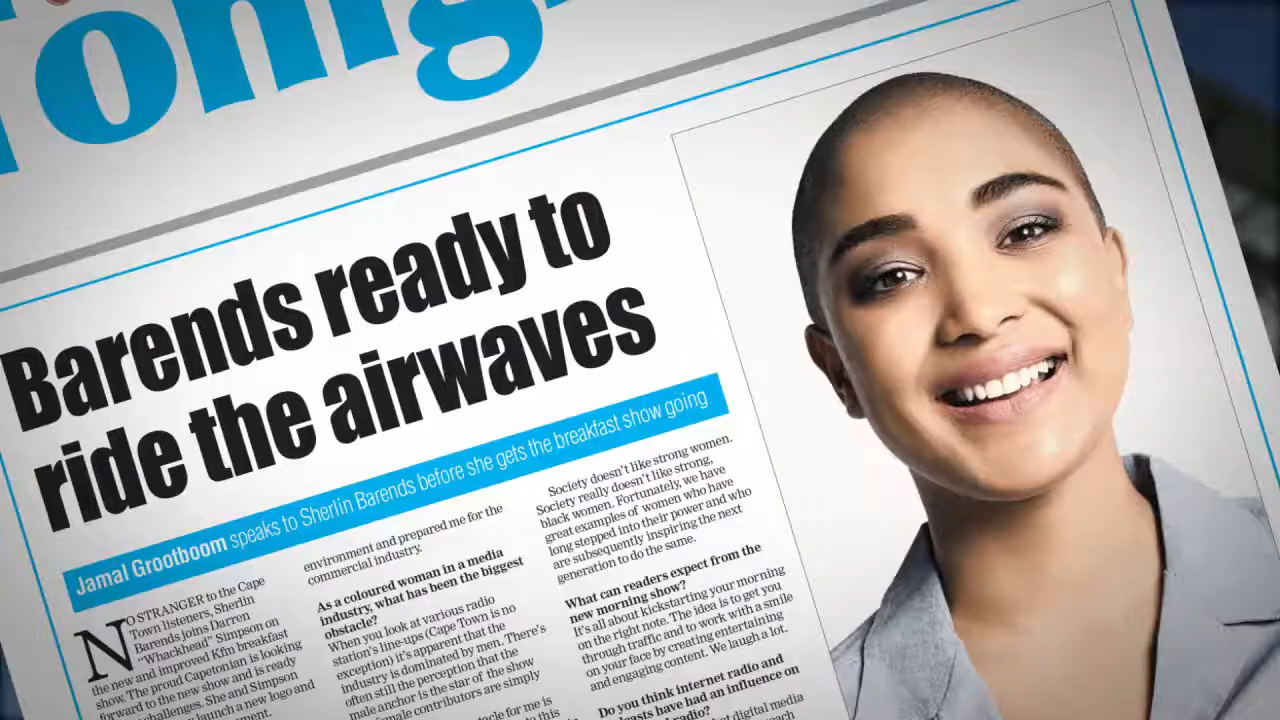 Tonig
Barends ready to
ride the airwaves
Jamal Grootboom speaks to Sherlin Barends before she gets the breakfast show going
NO STRANGER to the Cape
Town listeners, Sherlin
Barends joins Darren
“Whackhead” Simpson on
the new and improved Kfm breakfast
show. The proud Capetonian is looking
forward to the new show and is ready
challenges. She and Simpson
launch a new logo and
environment and prepared me for the
commercial industry.
As a coloured woman in a media
industry, what has been the biggest
obstacle?
When you look at various radio
station's line-ups (Cape Town is no
exception) it's apparent that the
industry is dominated by men. There's
often still the perception that the
male anchor is the star of the show
female contributors are simply
for me is
this
Society doesn't like strong women.
Society really doesn't like strong,
black women. Fortunately, we have
great examples of women who have
long stepped into their power and who
are subsequently inspiring the next
generation to do the same.
What can readers expect from the
new morning show?
It's all about kickstarting your morning
on the right note. The idea is to get you
through traffic and to work with a smile
on your face by creating entertaining
and engaging content. We laugh a lot.
Do you think internet radio and
have had an influence on
radio?
digital media